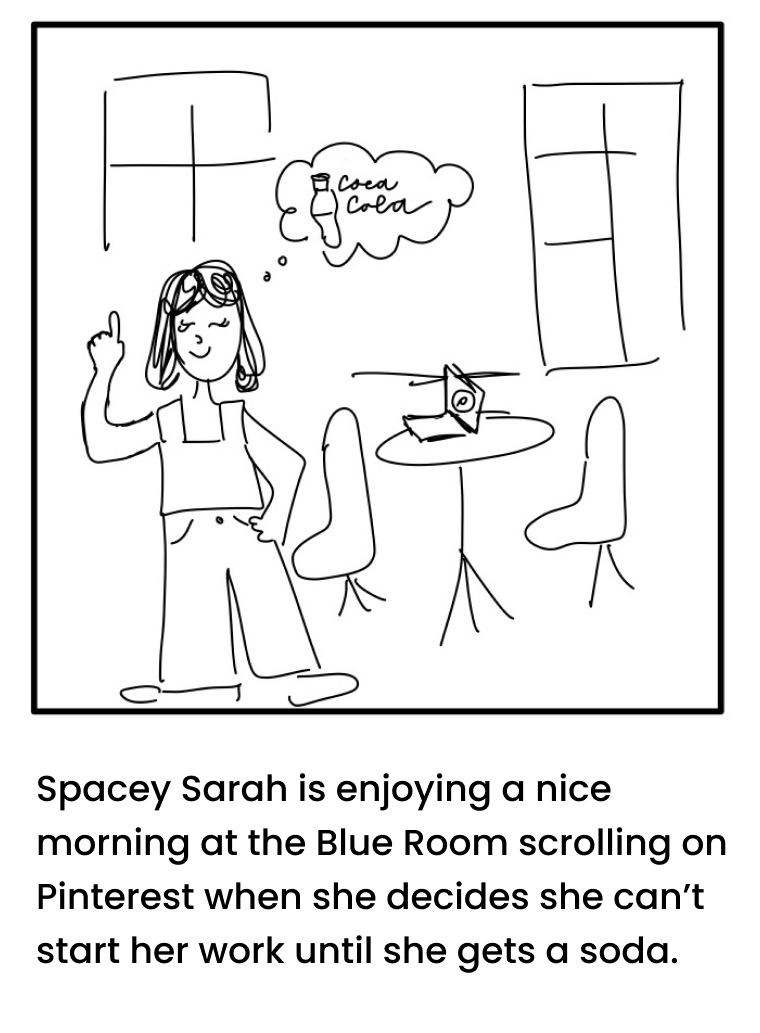 Coca
Cola
P
Spacey Sarah is enjoying a nice
morning at the Blue Room scrolling on
Pinterest when she decides she can’t
start her work until she gets a soda.